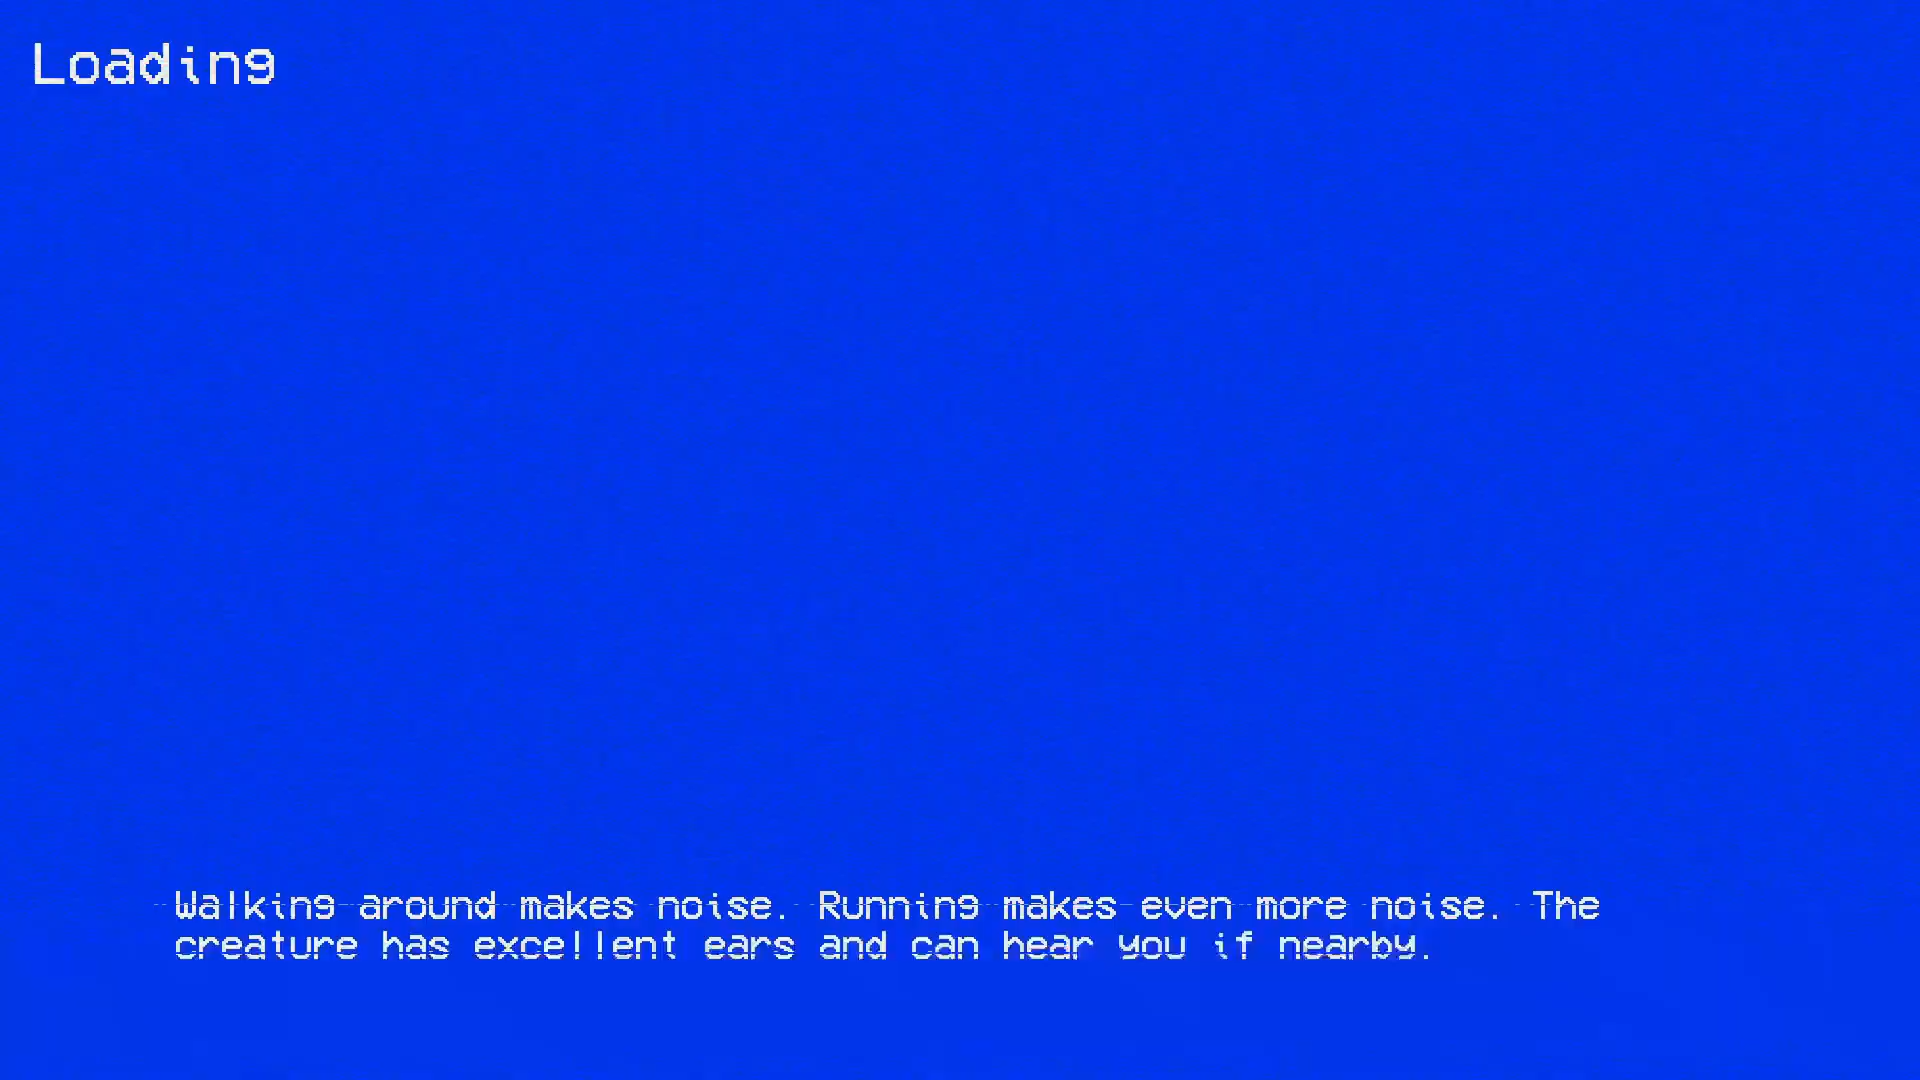 Loading
Walking around makes noise. Running makes even more noise. The
creature has excellent ears and can hear you if nearby.